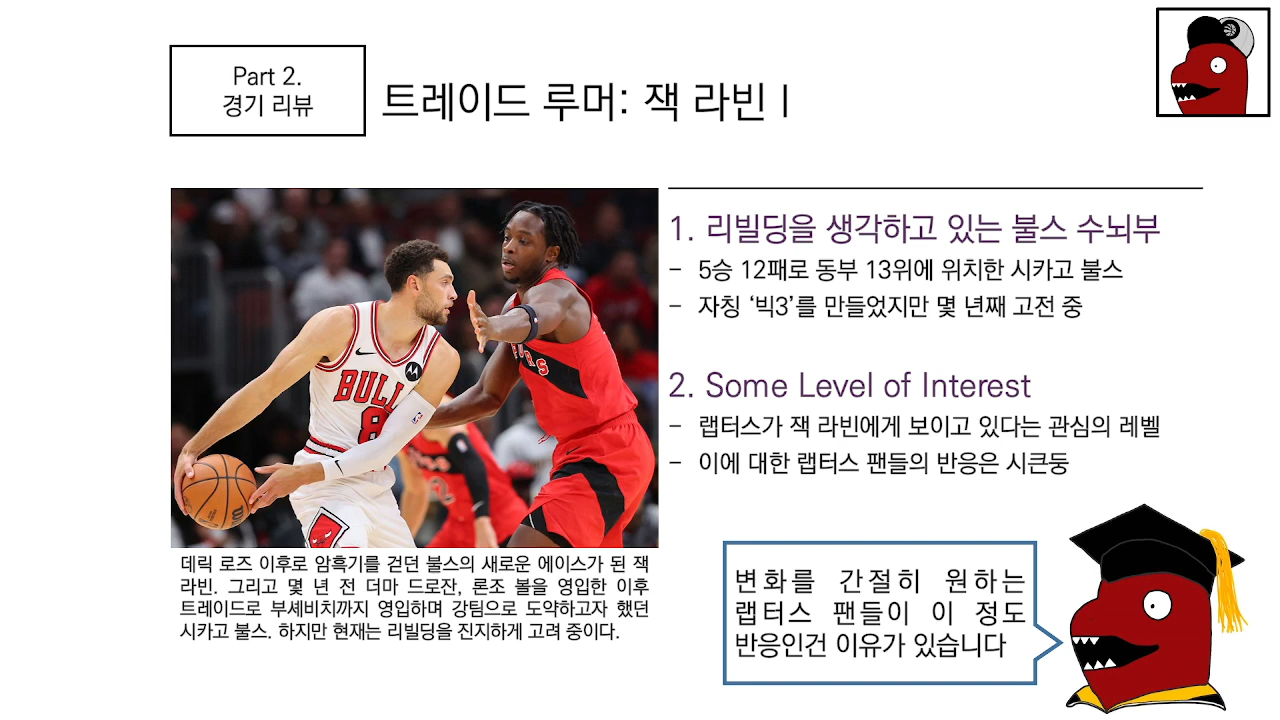 Part 2.
경기 리뷰
트레이드 루머: 잭 라빈 I
BULL
8
1. 리빌딩을 생각하고 있는 불스 수뇌부
- 5승 12패로 동부 13위에 위치한 시카고 불스
- 자칭 ‘빅3’를 만들었지만 몇 년째 고전 중
2. Some Level of Interest
- 랩터스가 잭 라빈에게 보이고 있다는 관심의 레벨
- 이에 대한 랩터스 팬들의 반응은 시큰둥
데릭 로즈 이후로 암흑기를 걷던 불스의 새로운 에이스가 된 잭
라빈. 그리고 몇 년 전 더마 드로잔, 론조 볼을 영입한 이후
트레이드로 부세비치까지 영입하며 강팀으로 도약하고자 했던
시카고 불스. 하지만 현재는 리빌딩을 진지하게 고려 중이다.
변화를 간절히 원하는
랩터스 팬들이 이 정도
반응인건 이유가 있습니다